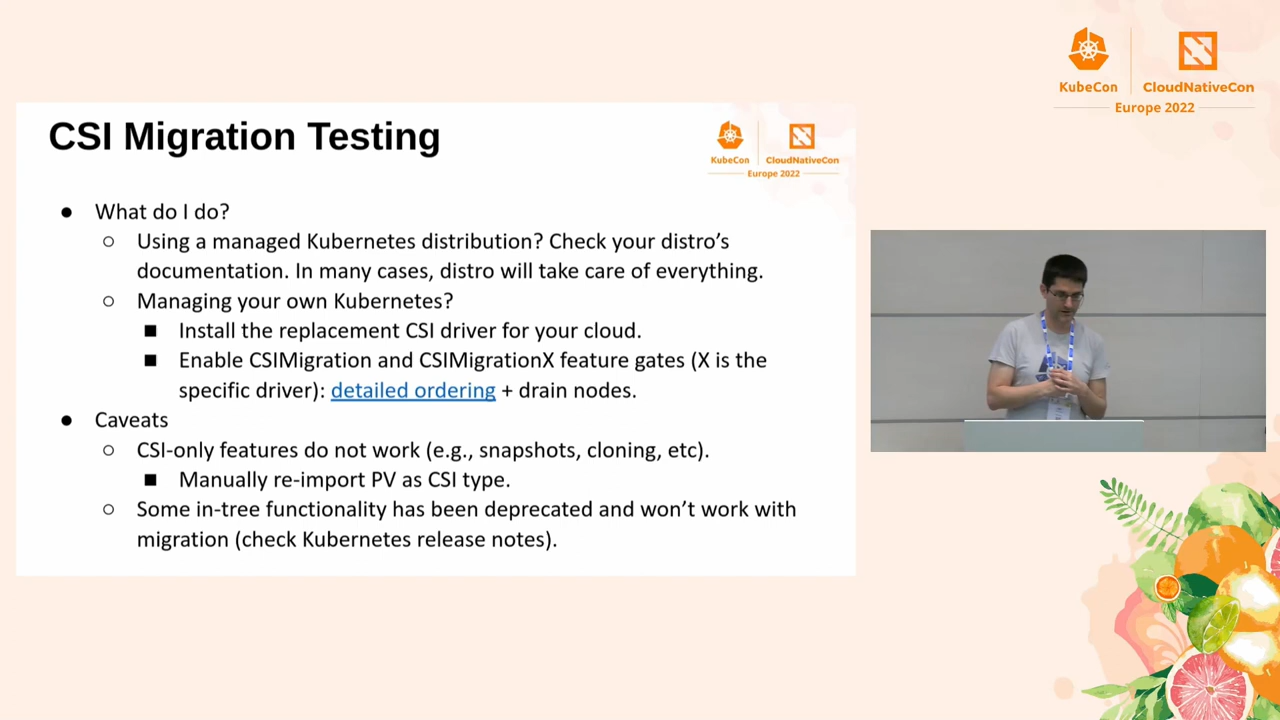 KubeCon
CloudNativeCon
Europe 2022
CSI Migration Testing
KubeCon
CloudNativeCon
Europe 2022
● What do I do?
○ Using a managed Kubernetes distribution? Check your distro’s
documentation. In many cases, distro will take care of everything.
○ Managing your own Kubernetes?
■ Install the replacement CSI driver for your cloud.
■ Enable CSIMigration and CSIMigrationX feature gates (X is the
specific driver): detailed ordering + drain nodes.
● Caveats
○ CSI-only features do not work (e.g., snapshots, cloning, etc).
■ Manually re-import PV as CSI type.
○ Some in-tree functionality has been deprecated and won’t work with
migration (check Kubernetes release notes).